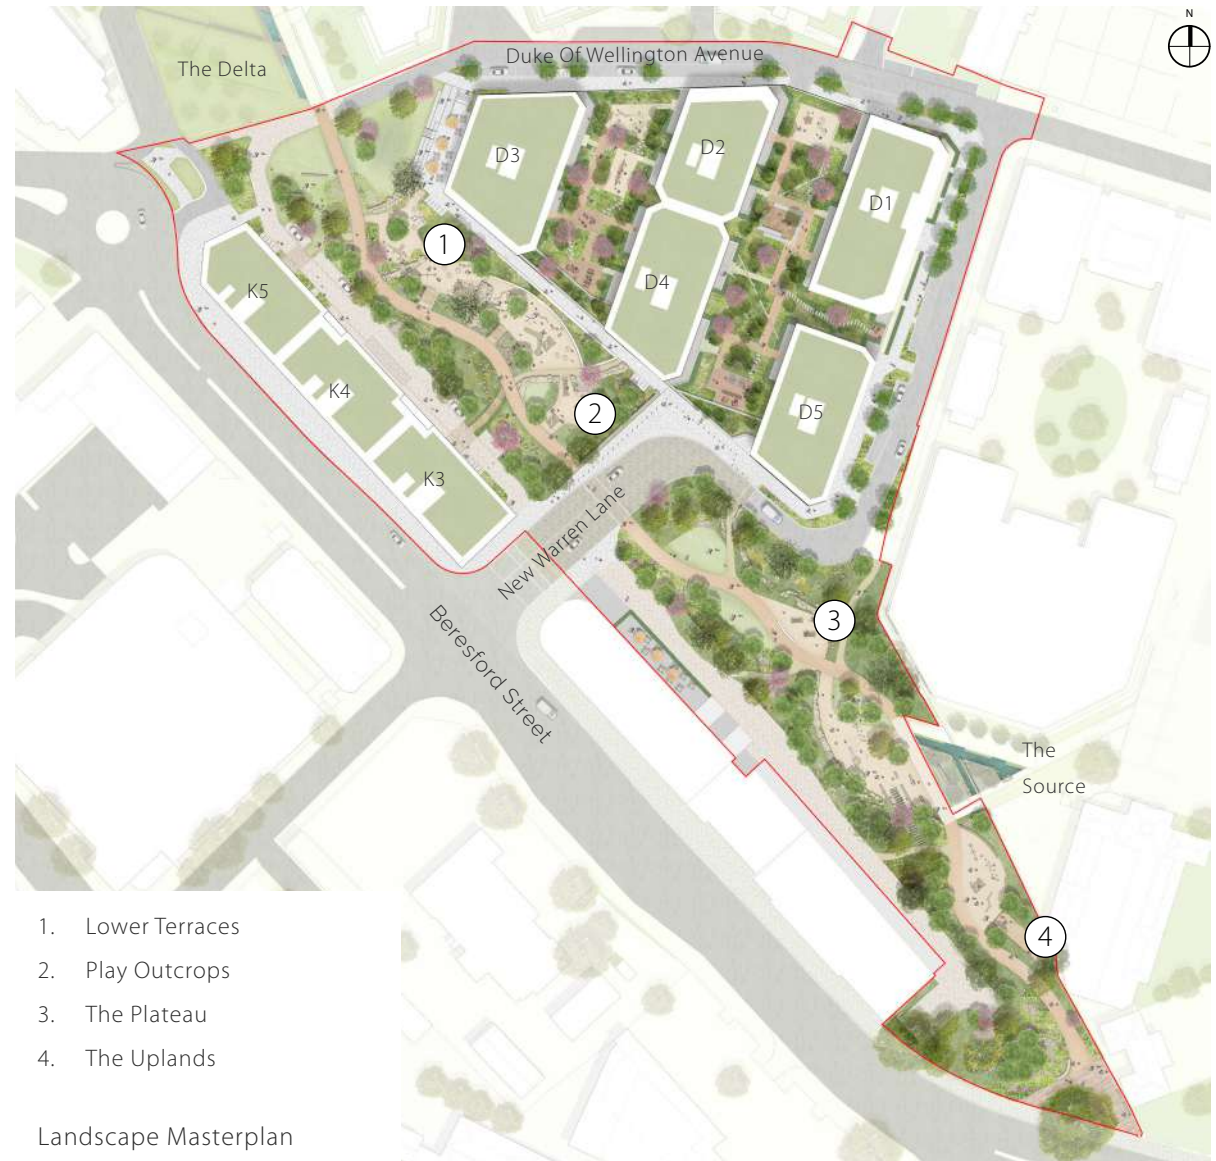 N
Duke Of Wellington Avenue
The Delta
D3
D2
D1
1
D4
K5
K4
2
D5
K3
New Warren Lane
3
Beresford Street
The
Source
4
1. Lower Terraces
2. Play Outcrops
3. The Plateau
4. The Uplands
Landscape Masterplan